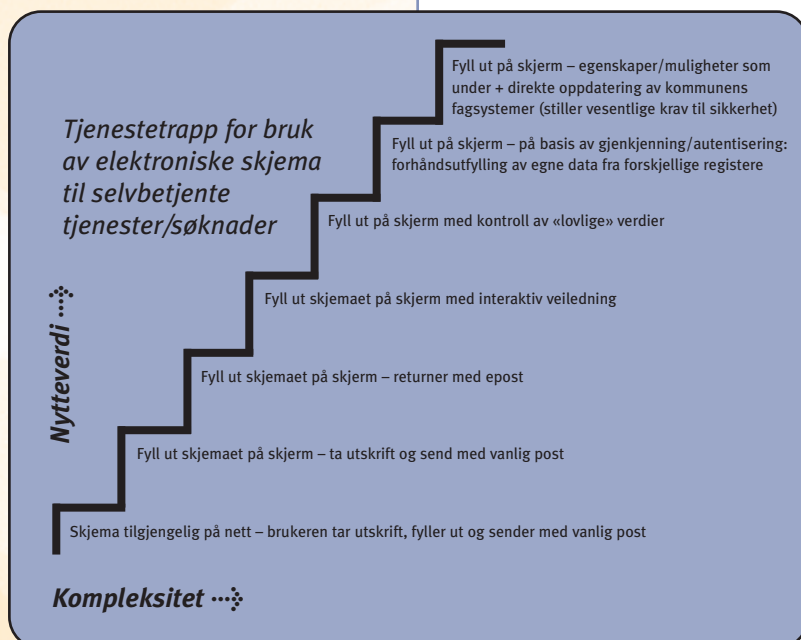 Tjenestetrapp for bruk
av elektroniske skjema
til selvbetjente
tjenester/søknader
Fyll ut på skjerm – egenskaper/muligheter som
under + direkte oppdatering av kommunens
fagsystemer (stiller vesentlige krav til sikkerhet)
Fyll ut på skjerm – på basis av gjenkjenning/autentisering:
forhåndsutfylling av egne data fra forskjellige registere
Fyll ut på skjerm med kontroll av «lovlige» verdier
Fyll ut skjemaet på skjerm med interaktiv veiledning
Fyll ut skjemaet på skjerm – returner med epost
Fyll ut skjemaet på skjerm – ta utskrift og send med vanlig post
Skjema tilgjengelig på nett – brukeren tar utskrift, fyller ut og sender med vanlig post
Nytteverdi
Kompleksitet